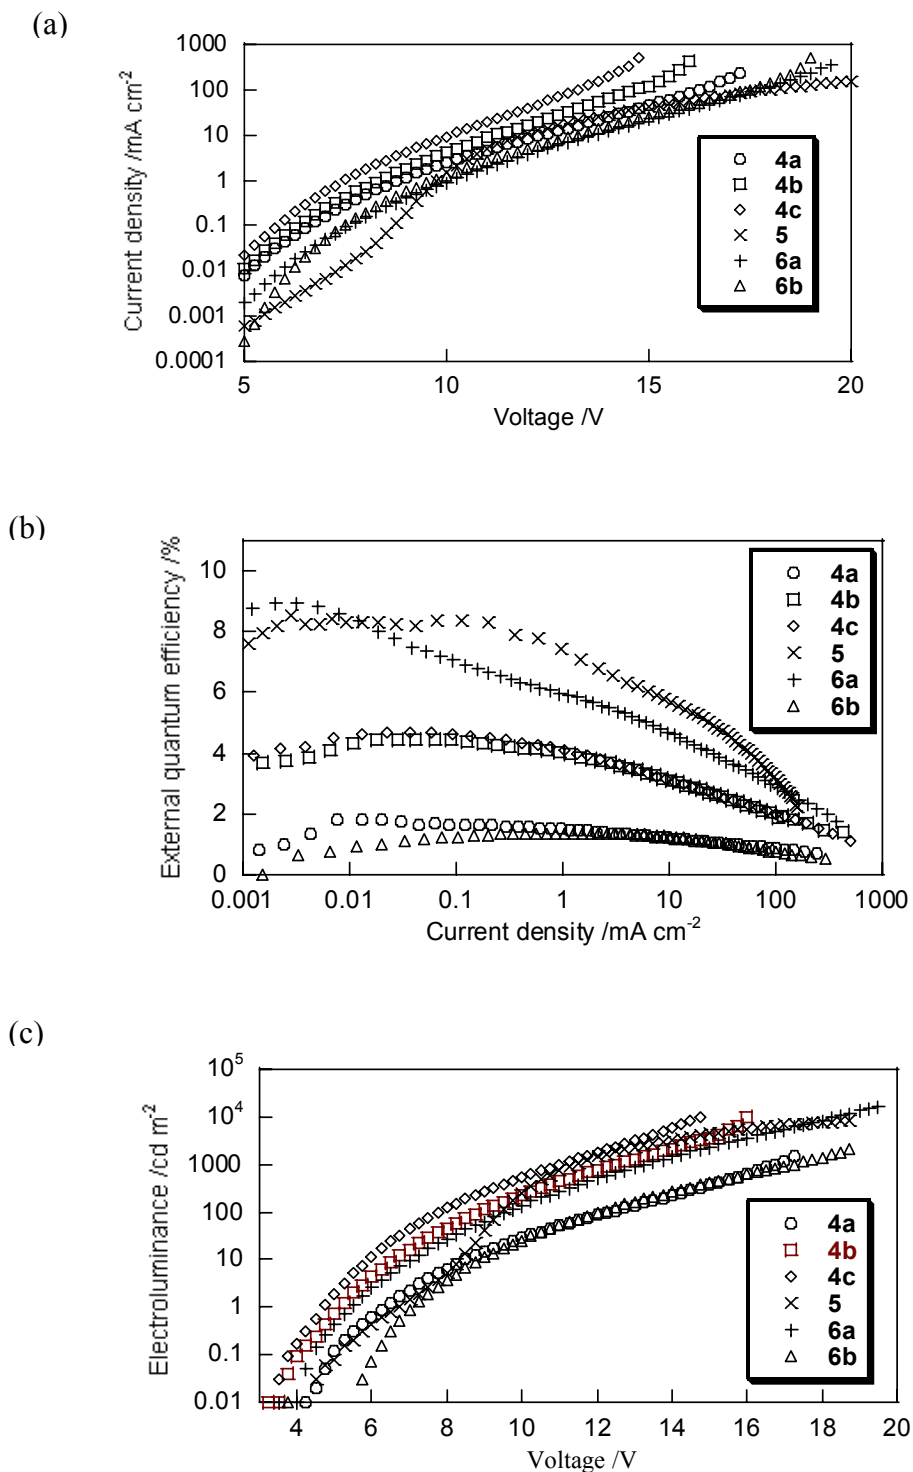 (a)
Current density /mA cm⁻²
1000
100
10
1
0.1
0.01
0.001
0.0001
5
10
15
20
Voltage /V
4a
4b
4c
5
6a
6b
(b)
External quantum efficiency /%
10
8
6
4
2
0
0.001
0.01
0.1
1
10
100
1000
Current density /mA cm⁻²
4a
4b
4c
5
6a
6b
(c)
Electroluminance /cd m⁻²
10⁵
10⁴
1000
100
10
1
0.1
0.01
4
6
8
10
12
14
16
18
20
Voltage /V
4a
4b
4c
5
6a
6b